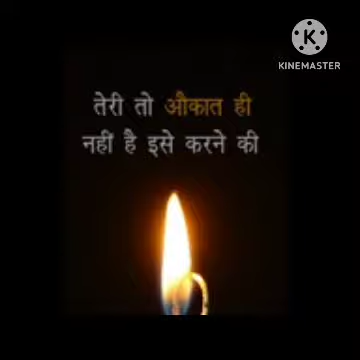 KINEMASTER
तेरी तो औकात ही
नहीं है इसे करने की